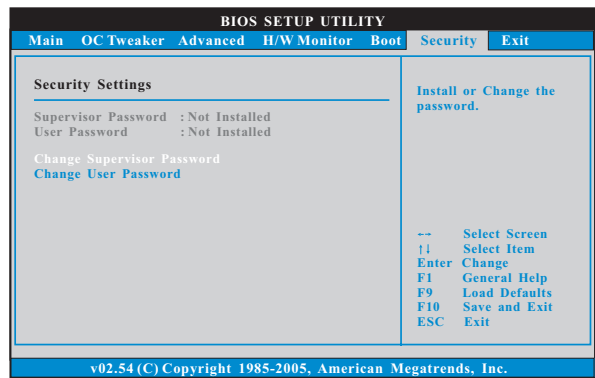 BIOS SETUP UTILITY
Main OC Tweaker Advanced H/W Monitor Boot Security Exit
Security Settings
Supervisor Password : Not Installed
User Password : Not Installed
Change Supervisor Password
Change User Password
Install or Change the
password.
←→ Select Screen
↑↓ Select Item
Enter Change
F1 General Help
F9 Load Defaults
F10 Save and Exit
ESC Exit
v02.54 (C) Copyright 1985-2005, American Megatrends, Inc.